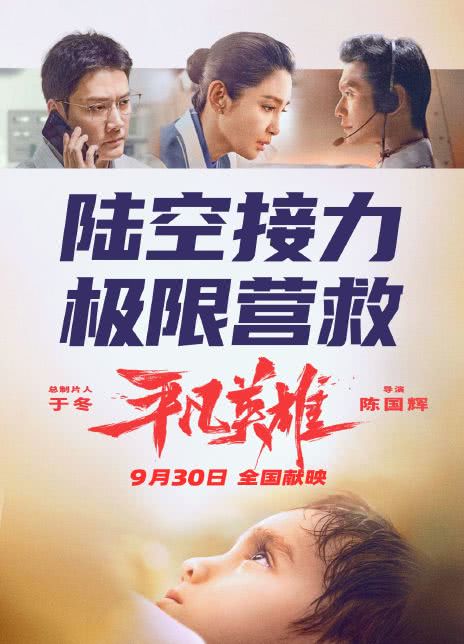 陆空接力
极限营救
总制片人
于冬
平凡英雄
导演
陈国辉
9月30日 全国献映